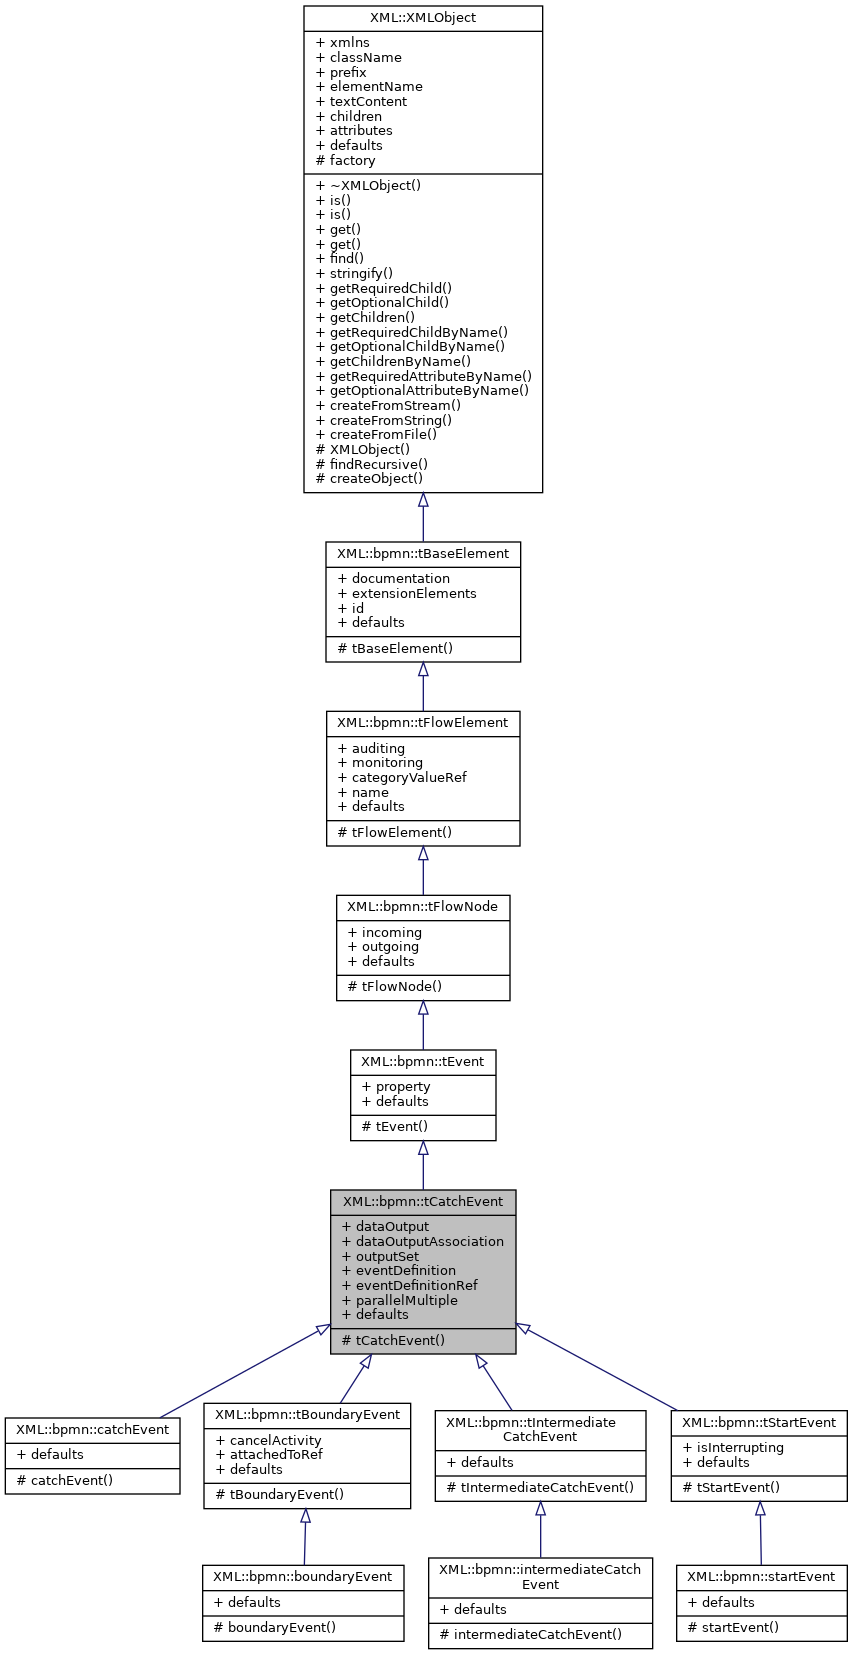 XML::XMLObject
+ xmlns
+ className
+ prefix
+ elementName
+ textContent
+ children
+ attributes
+ defaults
# factory
+ ~XMLObject()
+ is()
+ is()
+ get()
+ get()
+ find()
+ stringify()
+ getRequiredChild()
+ getOptionalChild()
+ getChildren()
+ getRequiredChildByName()
+ getOptionalChildByName()
+ getChildrenByName()
+ getRequiredAttributeByName()
+ getOptionalAttributeByName()
+ createFromStream()
+ createFromString()
+ createFromFile()
# XMLObject()
# findRecursive()
# createObject()
XML::bpmn::tBaseElement
+ documentation
+ extensionElements
+ id
+ defaults
# tBaseElement()
XML::bpmn::tFlowElement
+ auditing
+ monitoring
+ categoryValueRef
+ name
+ defaults
# tFlowElement()
XML::bpmn::tFlowNode
+ incoming
+ outgoing
+ defaults
# tFlowNode()
XML::bpmn::tEvent
+ property
+ defaults
# tEvent()
XML::bpmn::tCatchEvent
+ dataOutput
+ dataOutputAssociation
+ outputSet
+ eventDefinition
+ eventDefinitionRef
+ parallelMultiple
+ defaults
# tCatchEvent()
XML::bpmn::catchEvent
+ defaults
# catchEvent()
XML::bpmn::tBoundaryEvent
+ cancelActivity
+ attachedToRef
+ defaults
# tBoundaryEvent()
XML::bpmn::tIntermediate
CatchEvent
+ defaults
# tIntermediateCatchEvent()
XML::bpmn::tStartEvent
+ isInterrupting
+ defaults
# tStartEvent()
XML::bpmn::boundaryEvent
+ defaults
# boundaryEvent()
XML::bpmn::intermediateCatch
Event
+ defaults
# intermediateCatchEvent()
XML::bpmn::startEvent
+ defaults
# startEvent()